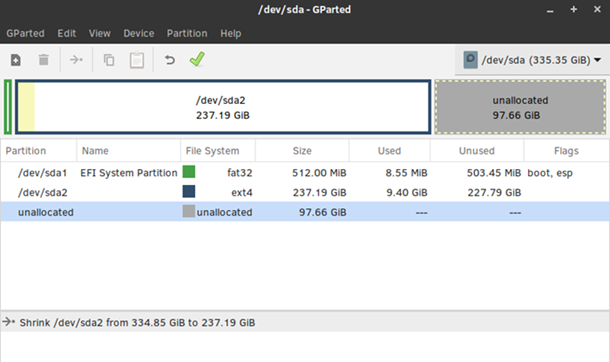 /dev/sda - GParted
GParted Edit View Device Partition Help
/dev/sda (335.35 GiB)
/dev/sda2
237.19 GiB
unallocated
97.66 GiB
Partition Name File System Size Used Unused Flags
/dev/sda1 EFI System Partition fat32 512.00 MiB 8.55 MiB 503.45 MiB boot, esp
/dev/sda2 ext4 237.19 GiB 9.40 GiB 227.79 GiB
unallocated unallocated 97.66 GiB --- ---
Shrink /dev/sda2 from 334.85 GiB to 237.19 GiB